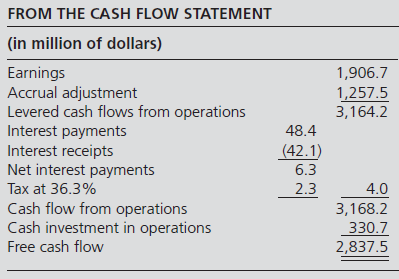 FROM THE CASH FLOW STATEMENT
(in million of dollars)
Earnings 1,906.7
Accrual adjustment 1,257.5
Levered cash flows from operations 3,164.2
Interest payments 48.4
Interest receipts (42.1)
Net interest payments 6.3
Tax at 36.3% 2.3 4.0
Cash flow from operations 3,168.2
Cash investment in operations 330.7
Free cash flow 2,837.5